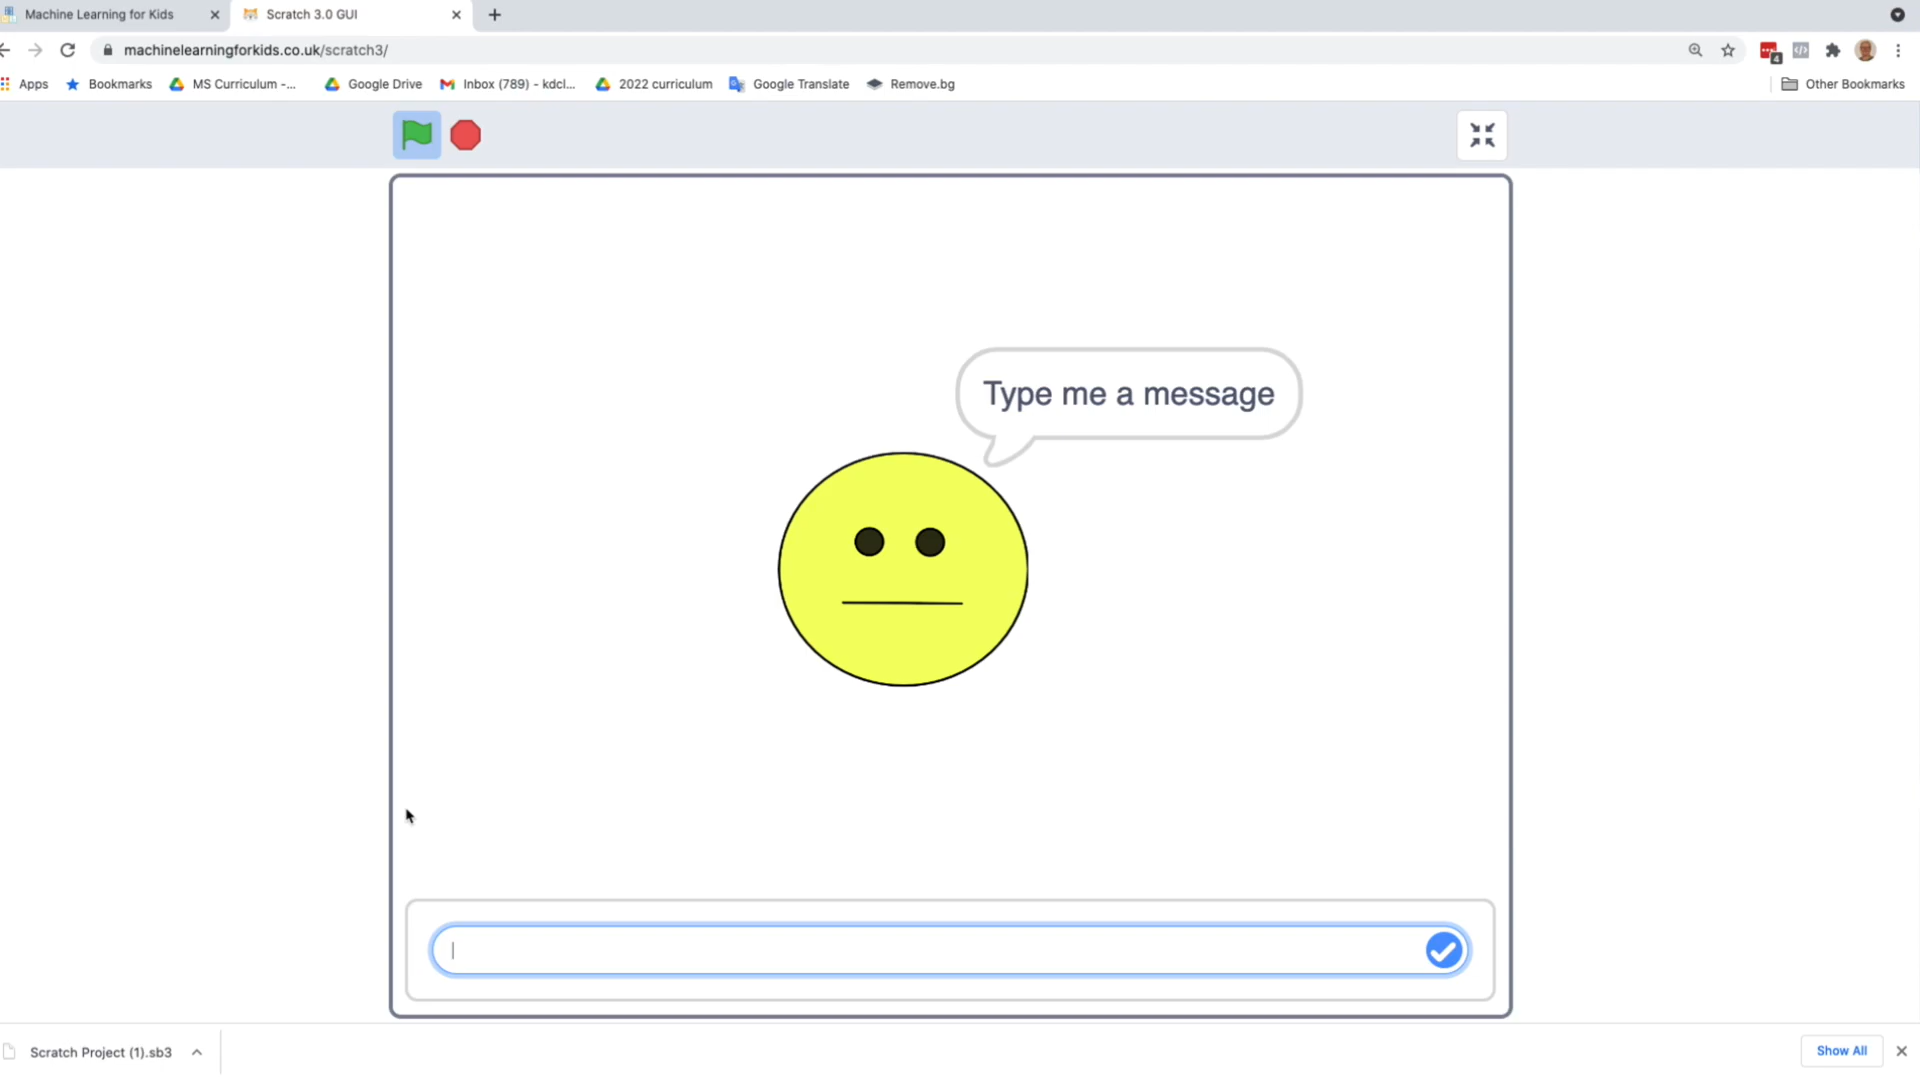 Machine Learning for Kids
Scratch 3.0 GUI
machinelearningforkids.co.uk/scratch3/
4
Apps
Bookmarks
MS Curriculum -...
Google Drive
Inbox (789) - kdcl...
2022 curriculum
Google Translate
Remove.bg
Other Bookmarks
Type me a message
Scratch Project (1).sb3
Show All